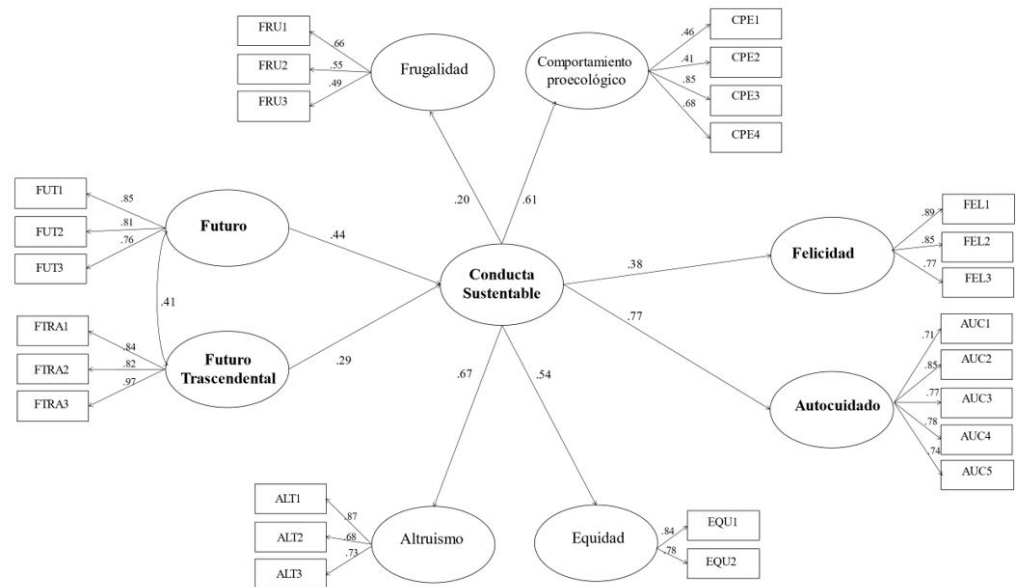 FRU1
.66
FRU2
.55
FRU3
.49
Frugalidad
Comportamiento
proecológico
CPE1
.46
CPE2
.41
CPE3
.85
CPE4
.68
.20
.61
FUT1
.85
FUT2
.81
FUT3
.76
Futuro
.44
.41
FTRA1
.84
FTRA2
.82
FTRA3
.97
Futuro
Trascendental
.29
Conducta
Sustentable
.38
Felicidad
FEL1
.89
FEL2
.85
FEL3
.77
.77
Autocuidado
AUC1
.71
AUC2
.85
AUC3
.77
AUC4
.78
AUC5
.74
.67
.54
ALT1
.87
ALT2
.68
ALT3
.73
Altruismo
Equidad
EQU1
.84
EQU2
.78